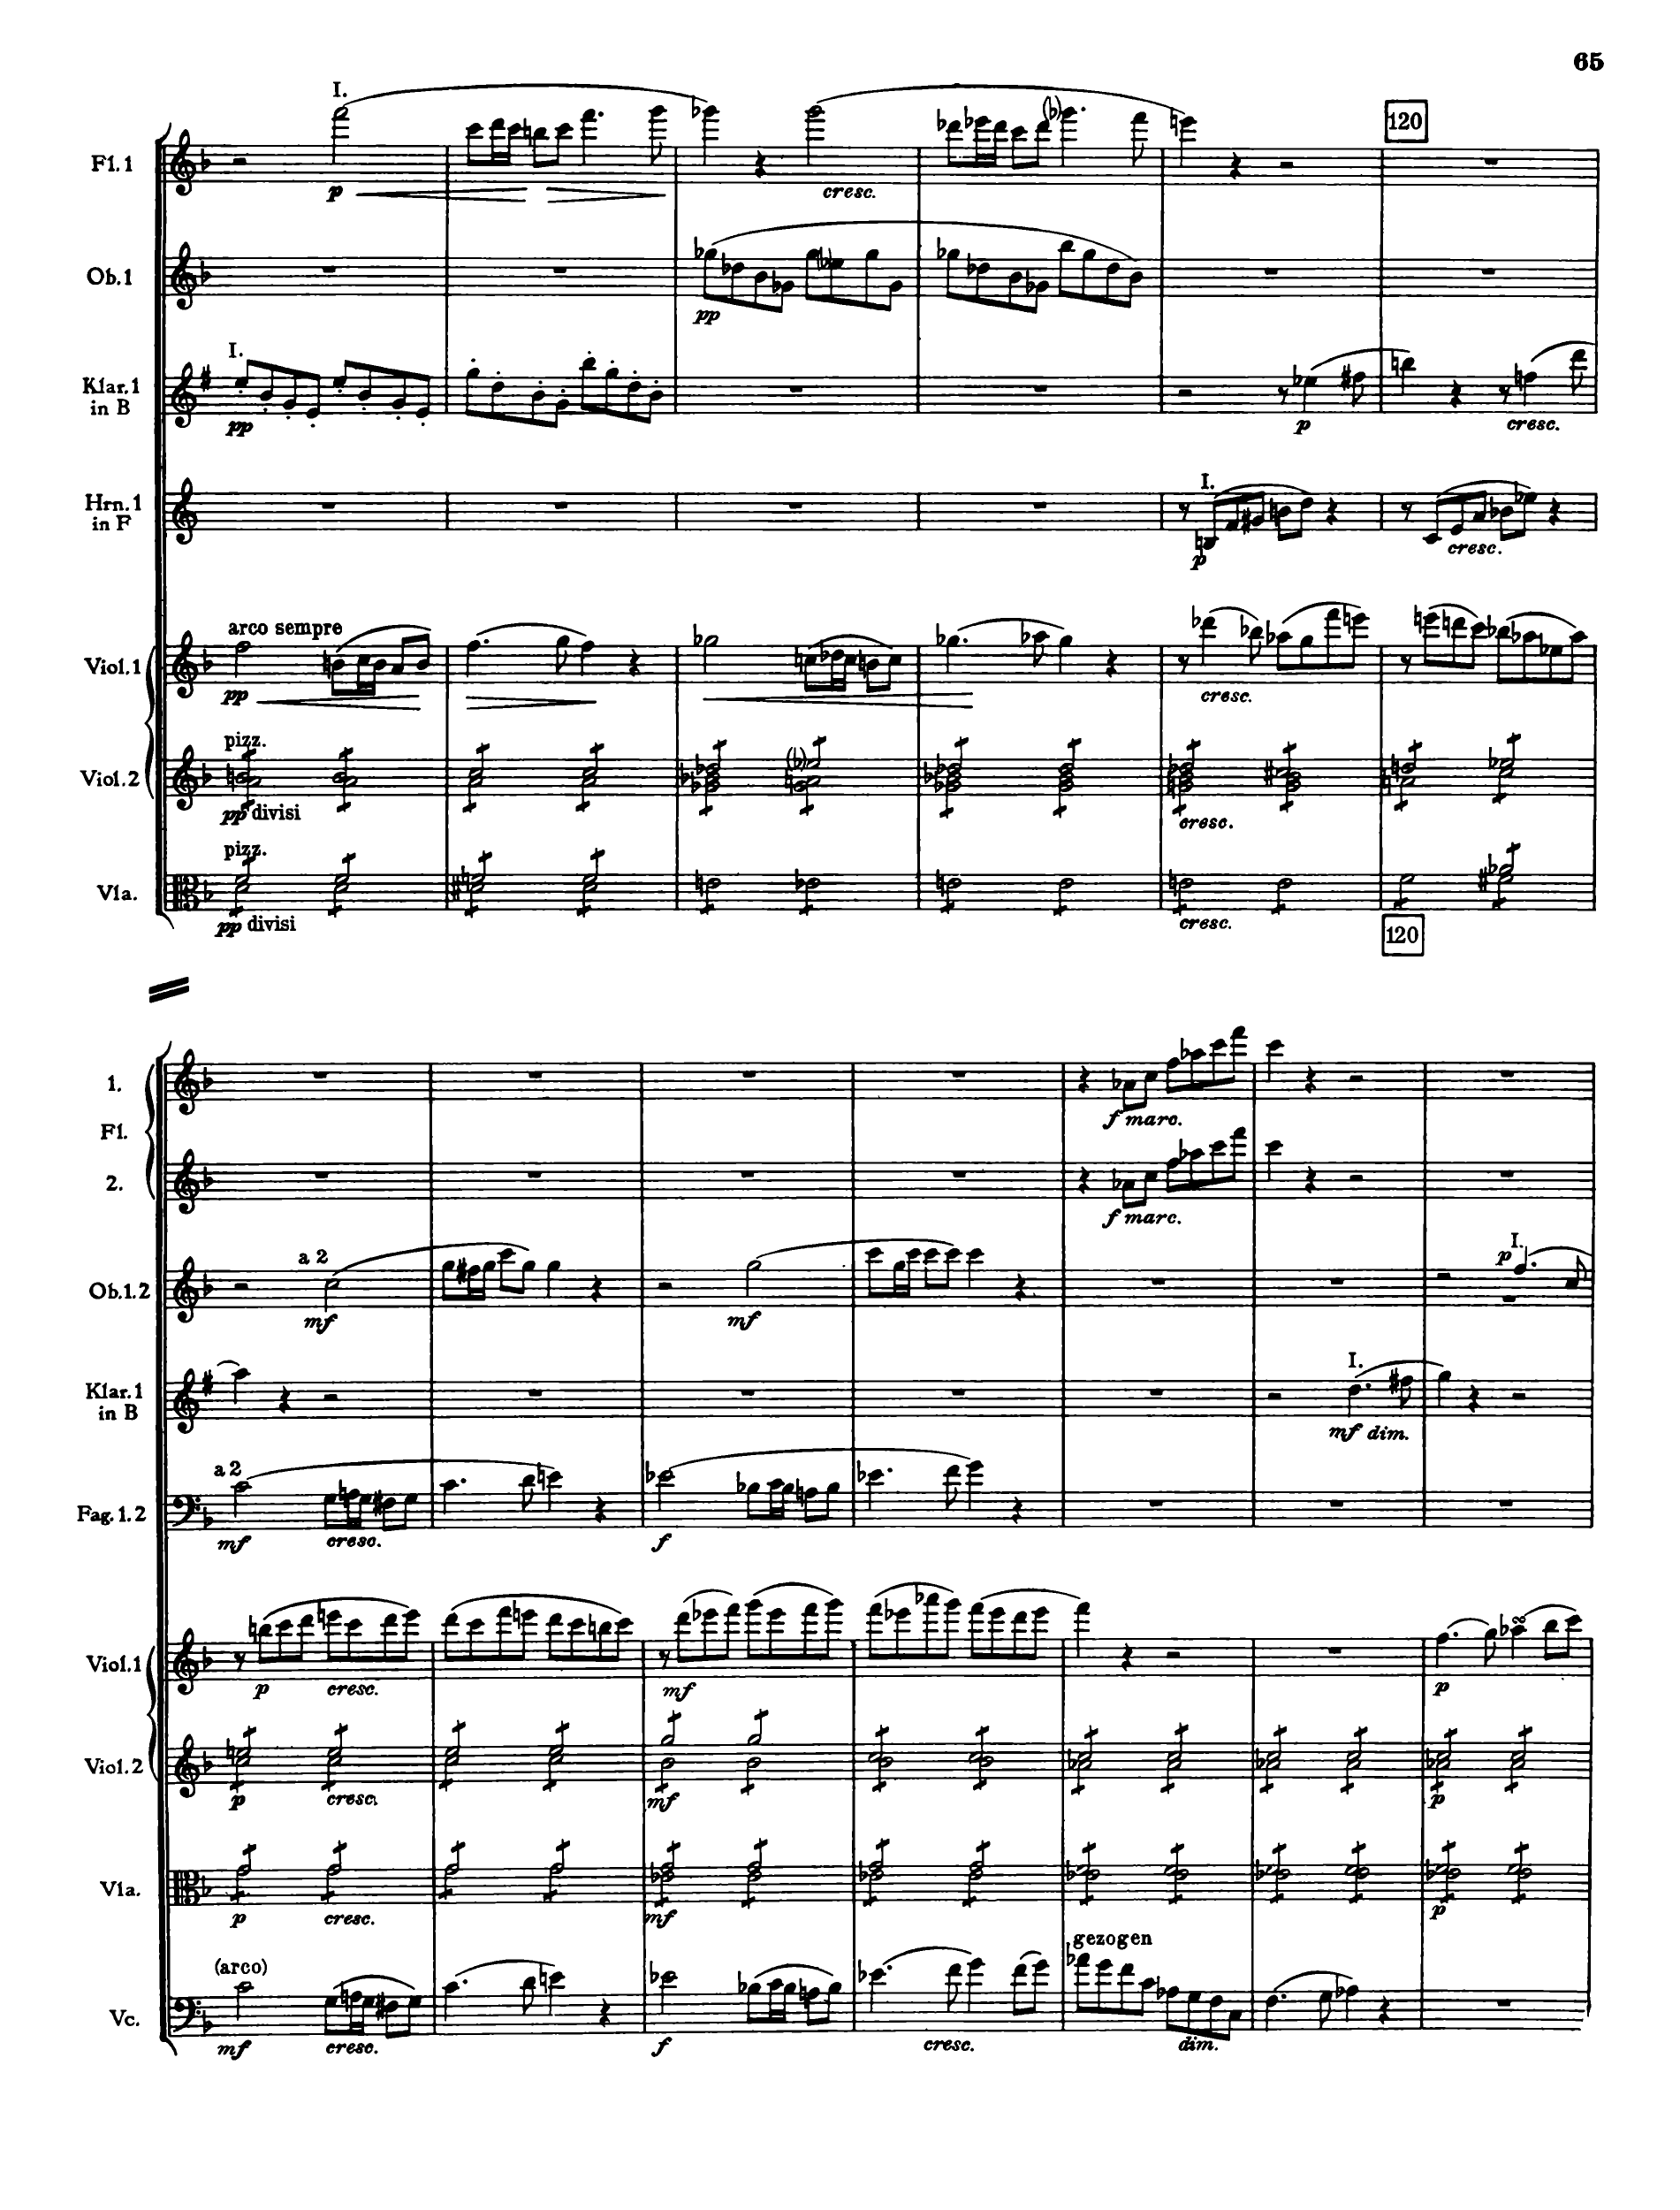 65
I.
120
Fl. 1
p
cresc.
Ob. 1
pp
I.
Klar. 1
in B
pp
p
cresc.
Hrn. 1
in F
I.
p
cresc.
arco sempre
Viol. 1
pp
cresc.
pizz.
Viol. 2
pp divisi
cresc.
pizz.
Vla.
pp divisi
cresc.
120
1.
f marc.
Fl.
2.
f marc.
a 2
I.
p
Ob. 1. 2
mf
mf
I.
Klar. 1
in B
mf dim.
a 2
Fag. 1. 2
mf
cresc.
f
Viol. 1
p
cresc.
mf
p
Viol. 2
p
cresc.
mf
p
Vla.
p
cresc.
mf
p
(arco)
gezogen
Vc.
mf
cresc.
f
cresc.
dim.